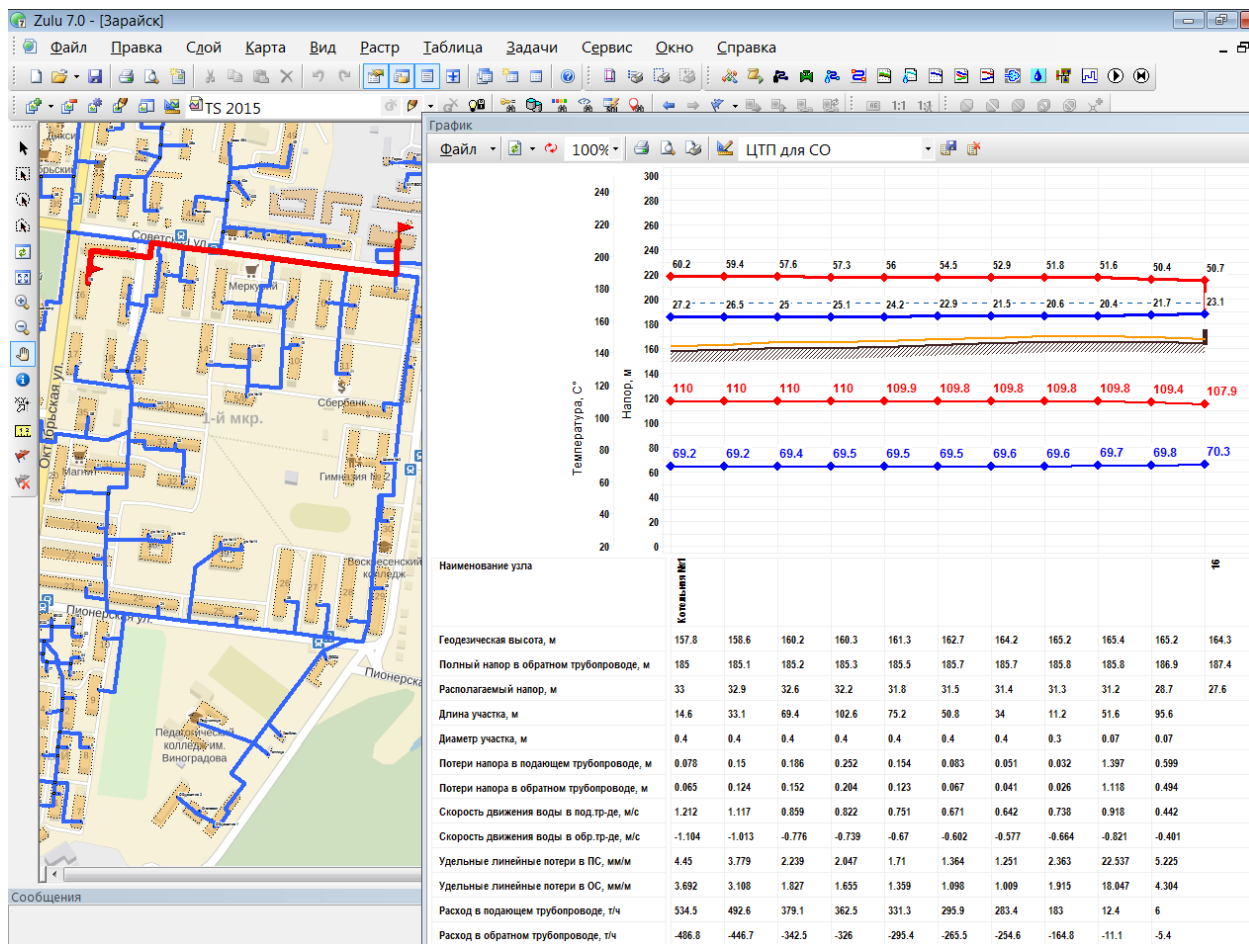 Zulu 7.0 - [Зарайск]
Файл Правка Слой Карта Вид Растр Таблица Задачи Сервис Окно Справка
TS 2015
1:1
График
Файл 100% ЦТП для СО
Дикси
Советская ул.
Меркурий
Сбербанк
1-й мкр.
Октябрьская ул.
Магнит
Гимназия № 2
Воскресенский
колледж
Пионерская ул.
Пионерска
Педагогический
колледж им.
Виноградова
Сообщения
Температура, С°
240
220
200
180
160
140
120
100
80
60
40
20
Напор, м
300
280
260
240
220
200
180
160
140
120
100
80
60
40
20
0
60.2 59.4 57.6 57.3 56 54.5 52.9 51.8 51.6 50.4 50.7
27.2 26.5 25 25.1 24.2 22.9 21.5 20.6 20.4 21.7 23.1
110 110 110 110 109.9 109.8 109.8 109.8 109.8 109.4 107.9
69.2 69.2 69.4 69.5 69.5 69.5 69.6 69.6 69.7 69.8 70.3
Наименование узла Котельная №1 16
Геодезическая высота, м 157.8 158.6 160.2 160.3 161.3 162.7 164.2 165.2 165.4 165.2 164.3
Полный напор в обратном трубопроводе, м 185 185.1 185.2 185.3 185.5 185.7 185.7 185.8 185.8 186.9 187.4
Располагаемый напор, м 33 32.9 32.6 32.2 31.8 31.5 31.4 31.3 31.2 28.7 27.6
Длина участка, м 14.6 33.1 69.4 102.6 75.2 50.8 34 11.2 51.6 95.6
Диаметр участка, м 0.4 0.4 0.4 0.4 0.4 0.4 0.4 0.3 0.07 0.07
Потери напора в подающем трубопроводе, м 0.078 0.15 0.186 0.252 0.154 0.083 0.051 0.032 1.397 0.599
Потери напора в обратном трубопроводе, м 0.065 0.124 0.152 0.204 0.123 0.067 0.041 0.026 1.118 0.494
Скорость движения воды в под.тр-де, м/с 1.212 1.117 0.859 0.822 0.751 0.671 0.642 0.738 0.918 0.442
Скорость движения воды в обр.тр-де, м/с -1.104 -1.013 -0.776 -0.739 -0.67 -0.602 -0.577 -0.664 -0.821 -0.401
Удельные линейные потери в ПС, мм/м 4.45 3.779 2.239 2.047 1.71 1.364 1.251 2.363 22.537 5.225
Удельные линейные потери в ОС, мм/м 3.692 3.108 1.827 1.655 1.359 1.098 1.009 1.915 18.047 4.304
Расход в подающем трубопроводе, т/ч 534.5 492.6 379.1 362.5 331.3 295.9 283.4 183 12.4 6
Расход в обратном трубопроводе, т/ч -486.8 -446.7 -342.5 -326 -295.4 -265.5 -254.6 -164.8 -11.1 -5.4